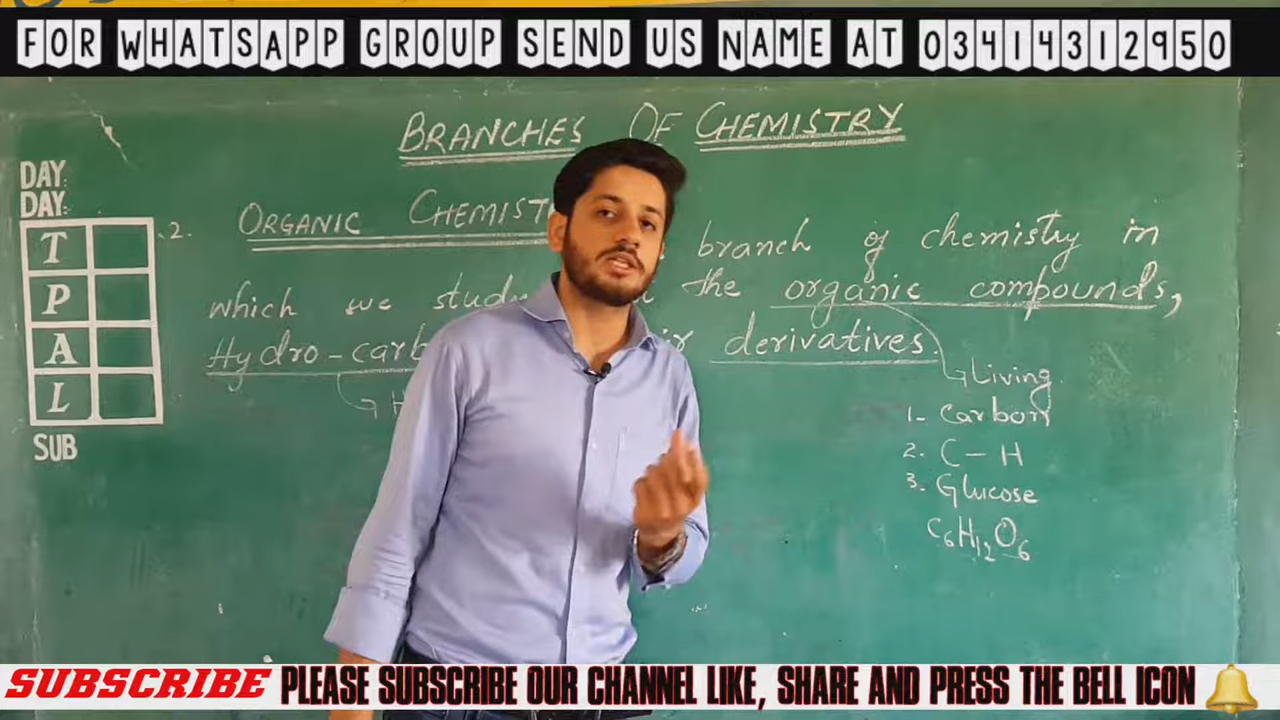 FOR WHATSAPP GROUP SEND US NAME AT 03414312950
BRANCHES OF CHEMISTRY
DAY:
DAY:
T
P
A
L
SUB
2. ORGANIC CHEMIST branch of chemistry in
which we stud the organic compounds,
Hydro-carb derivatives.
Living
1- Carbon
2- C-H
3- Glucose
C6H12O6
H
SUBSCRIBE PLEASE SUBSCRIBE OUR CHANNEL LIKE, SHARE AND PRESS THE BELL ICON